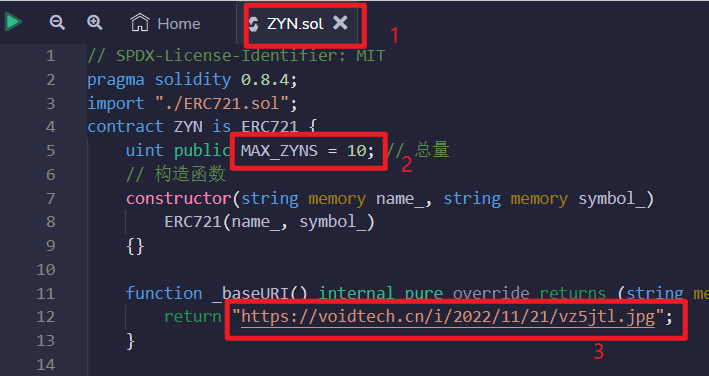 Home
ZYN.sol
1
1 // SPDX-License-Identifier: MIT
2 pragma solidity 0.8.4;
3 import "./ERC721.sol";
4 contract ZYN is ERC721 {
5 uint public MAX_ZYNS = 10; // 总量
2
6 // 构造函数
7 constructor(string memory name_, string memory symbol_)
8 ERC721(name_, symbol_)
9 {}
10
11 function _baseURI() internal pure override returns (string me
12 return "https://voidtech.cn/i/2022/11/21/vz5jtl.jpg";
13 }
3
14